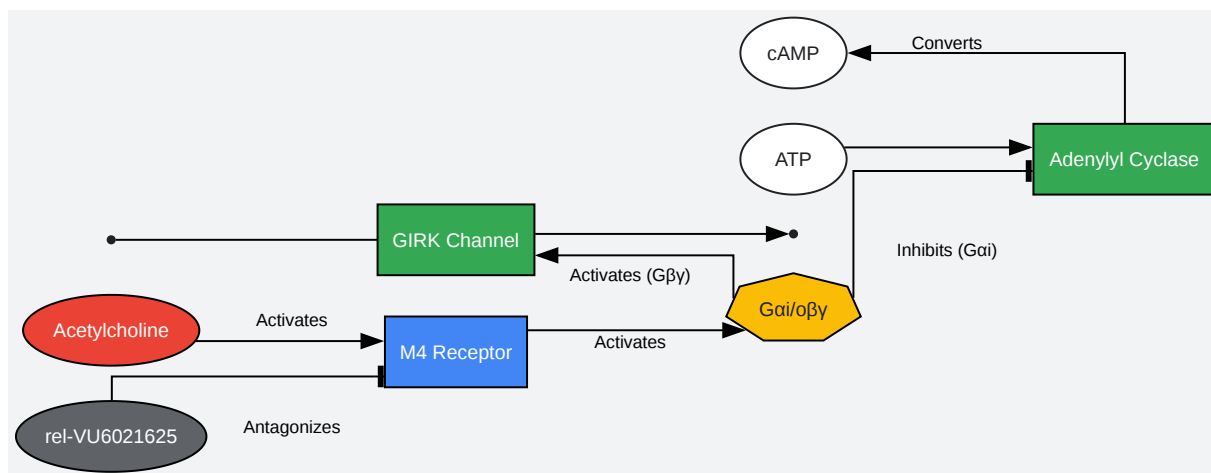 cAMP
Converts
ATP
Adenylyl Cyclase
GIRK Channel
Inhibits (Gαi)
Activates (Gβγ)
Gαi/oβγ
Acetylcholine
Activates
M4 Receptor
Activates
rel-VU6021625
Antagonizes